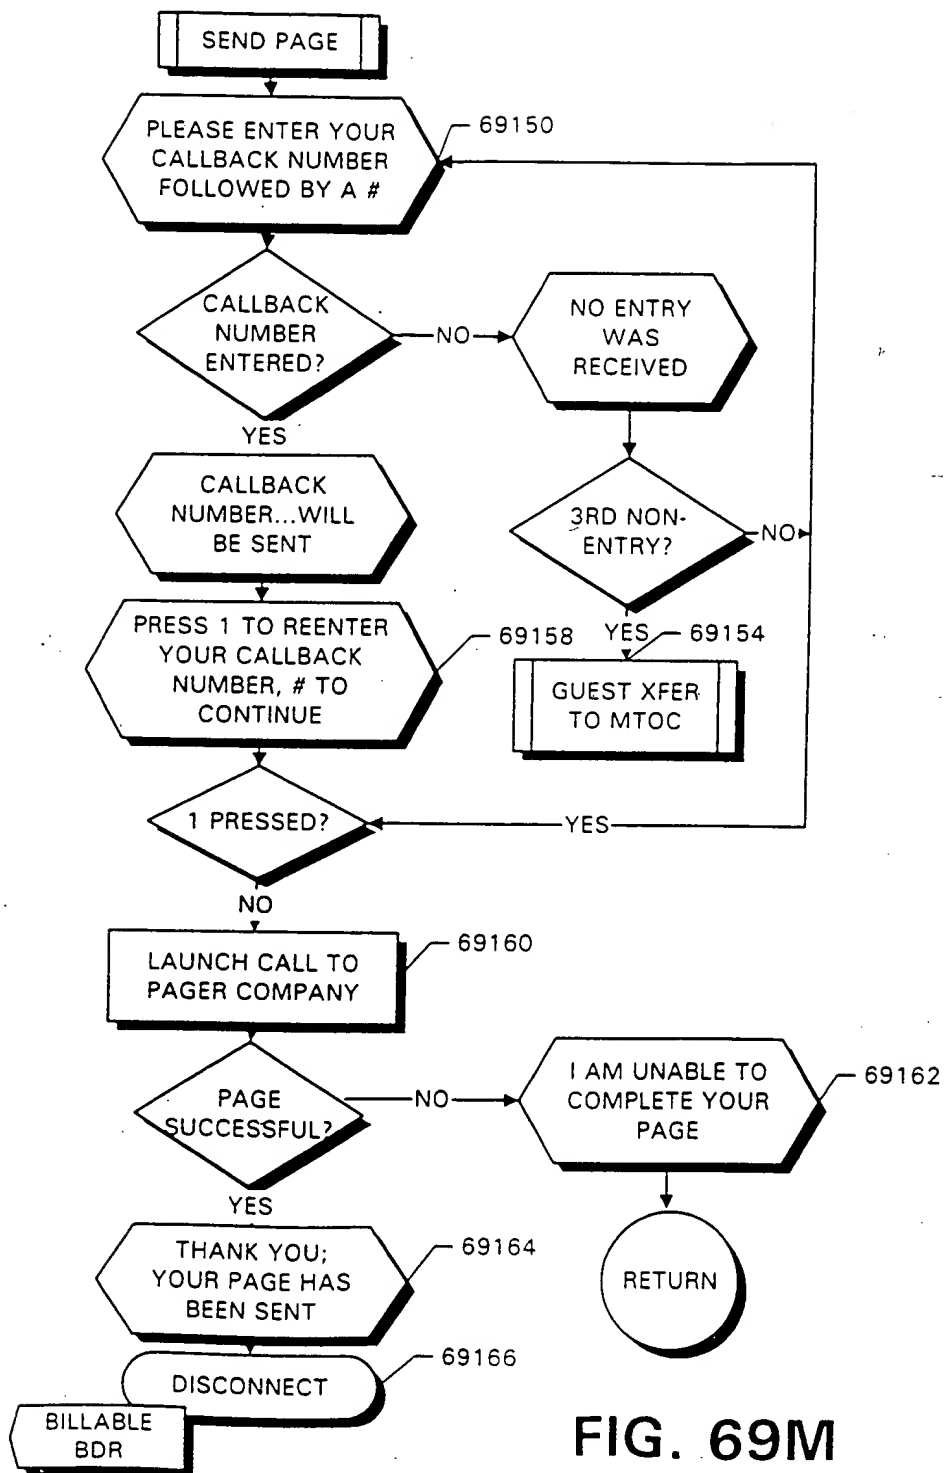 SEND PAGE
PLEASE ENTER YOUR
CALLBACK NUMBER
FOLLOWED BY A #
69150
CALLBACK
NUMBER
ENTERED?
NO
NO ENTRY
WAS
RECEIVED
YES
CALLBACK
NUMBER...WILL
BE SENT
3RD NON-
ENTRY?
NO
YES
69154
GUEST XFER
TO MTOC
PRESS 1 TO REENTER
YOUR CALLBACK
NUMBER, # TO
CONTINUE
69158
1 PRESSED?
YES
NO
LAUNCH CALL TO
PAGER COMPANY
69160
PAGE
SUCCESSFUL?
NO
I AM UNABLE TO
COMPLETE YOUR
PAGE
69162
YES
RETURN
THANK YOU;
YOUR PAGE HAS
BEEN SENT
69164
DISCONNECT
69166
BILLABLE
BDR
FIG. 69M